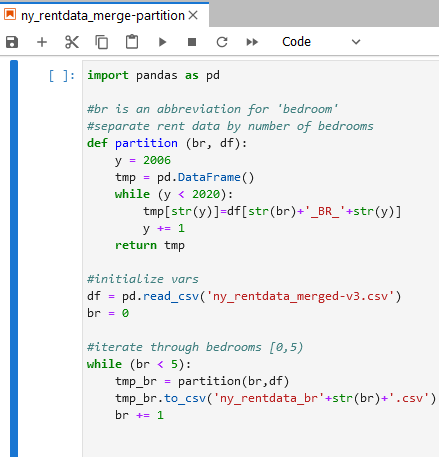 ny_rentdata_merge-partition
Code
[ ]:
import pandas as pd
#br is an abbreviation for 'bedroom'
#separate rent data by number of bedrooms
def partition (br, df):
    y = 2006
    tmp = pd.DataFrame()
    while (y < 2020):
        tmp[str(y)]=df[str(br)+'_BR_'+str(y)]
        y += 1
    return tmp
#initialize vars
df = pd.read_csv('ny_rentdata_merged-v3.csv')
br = 0
#iterate through bedrooms [0,5)
while (br < 5):
    tmp_br = partition(br,df)
    tmp_br.to_csv('ny_rentdata_br'+str(br)+'.csv')
    br += 1